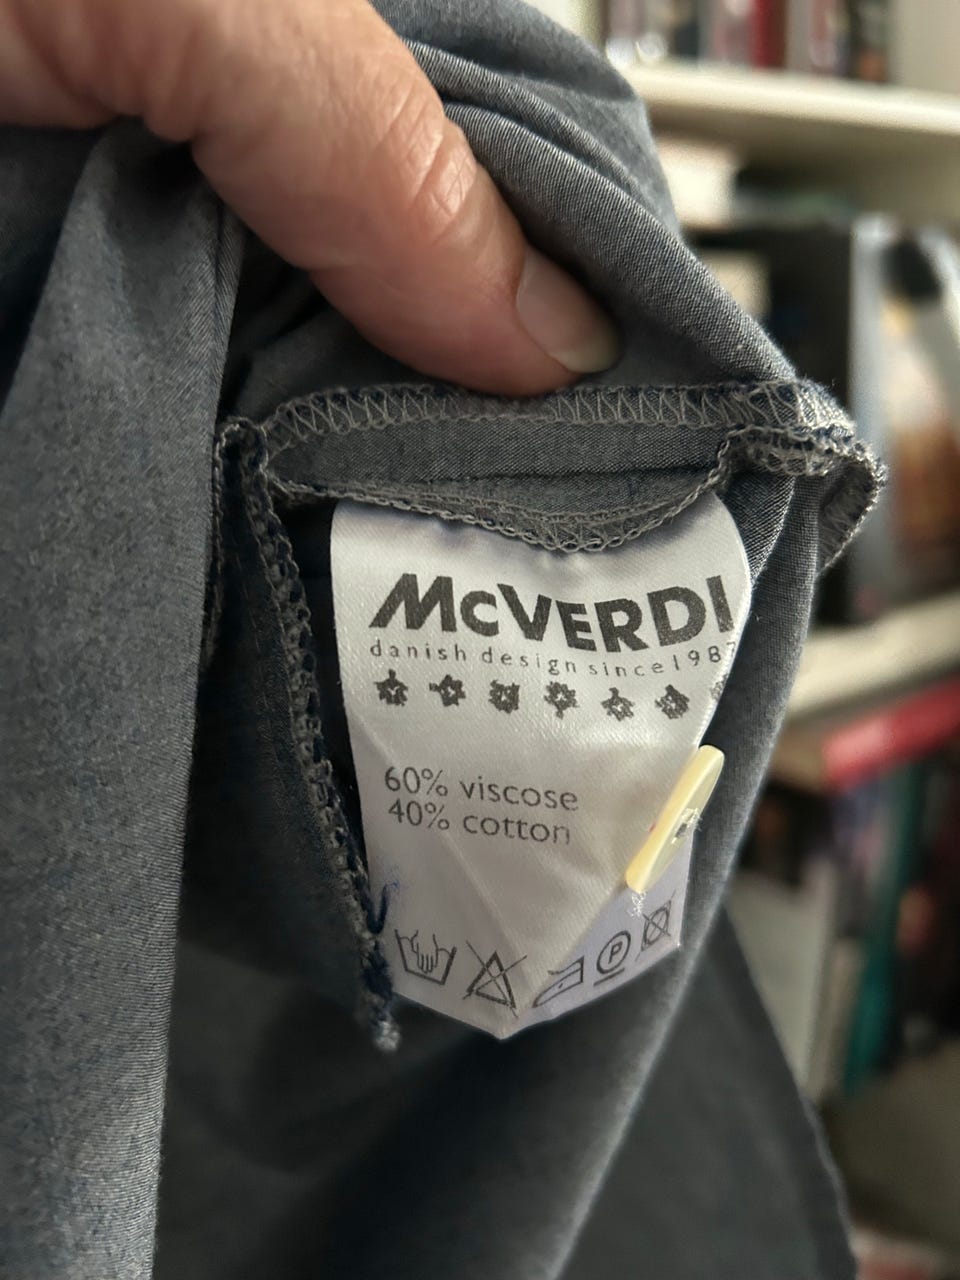 McVERDI
danish design since 198
60% viscose
40% cotton
P